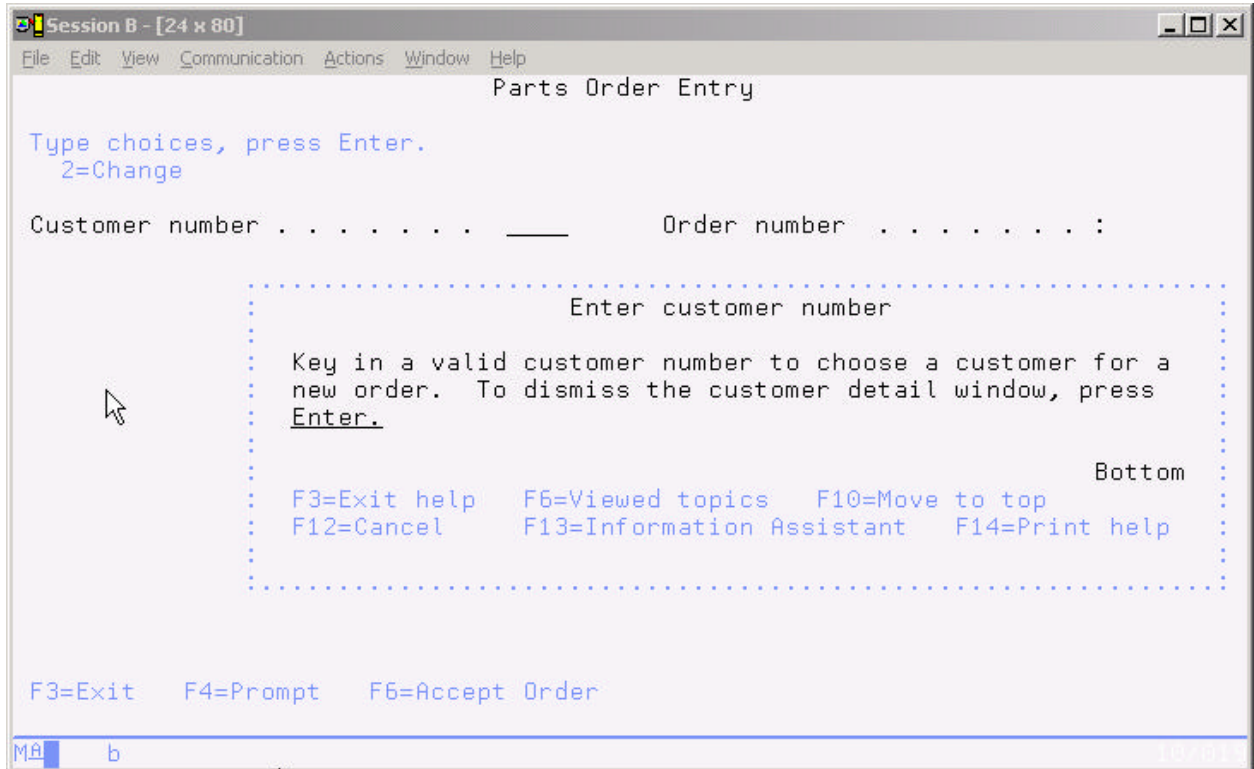 Session B - [24 x 80]
File Edit View Communication Actions Window Help
Parts Order Entry
Type choices, press Enter.
2=Change
Customer number . . . . . . . ____ Order number . . . . . . . :
Enter customer number
Key in a valid customer number to choose a customer for a
new order. To dismiss the customer detail window, press
Enter.
Bottom
F3=Exit help F6=Viewed topics F10=Move to top
F12=Cancel F13=Information Assistant F14=Print help
F3=Exit F4=Prompt F6=Accept Order
MA b